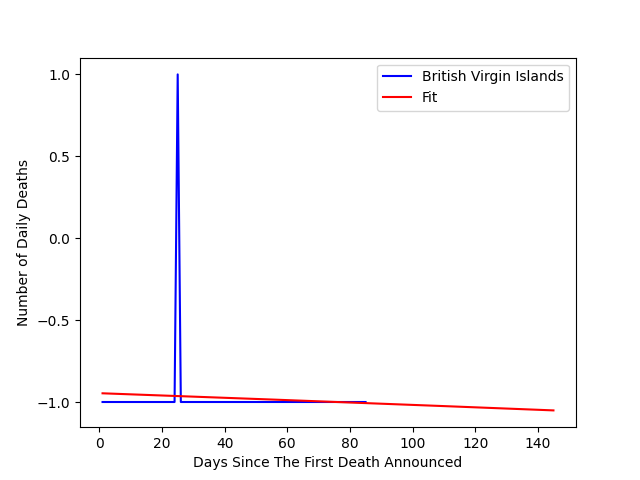 British Virgin Islands
Fit
1.0
0.5
0.0
−0.5
−1.0
Number of Daily Deaths
0 20 40 60 80 100 120 140
Days Since The First Death Announced